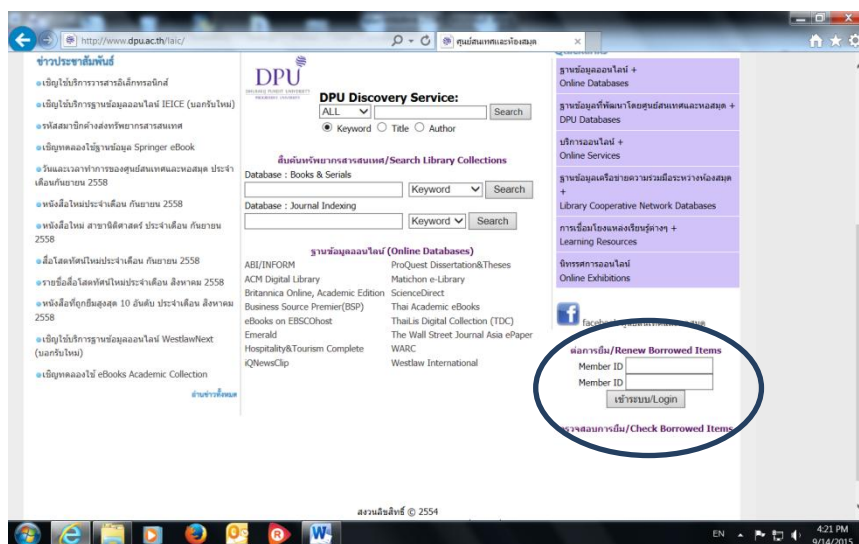 http://www.dpu.ac.th/laic/
ศูนย์สนเทศและห้องสมุด
ข่าวประชาสัมพันธ์
เชิญใช้บริการวารสารอิเล็กทรอนิกส์
เชิญใช้บริการฐานข้อมูลออนไลน์ IEICE (บอกรับใหม่)
รหัสสมาชิกค้างส่งทรัพยากรสารสนเทศ
เชิญทดลองใช้ฐานข้อมูล Springer eBook
วันและเวลาทำการของศูนย์สนเทศและหอสมุด ประจำ
เดือนกันยายน 2558
หนังสือใหม่ประจำเดือน กันยายน 2558
หนังสือใหม่ สาขานิติศาสตร์ ประจำเดือน กันยายน
2558
สื่อโสตทัศน์ใหม่ประจำเดือน กันยายน 2558
รายชื่อสื่อโสตทัศน์ใหม่ประจำเดือน สิงหาคม 2558
หนังสือที่ถูกยืมสูงสุด 10 อันดับ ประจำเดือน สิงหาคม
2558
เชิญใช้บริการฐานข้อมูลออนไลน์ WestlawNext
(บอกรับใหม่)
เชิญทดลองใช้ eBooks Academic Collection
อ่านข่าวทั้งหมด
DPU
DHURAKIJ PUNDIT UNIVERSITY
DPU Discovery Service:
ALL Search
Keyword Title Author
สืบค้นทรัพยากรสารสนเทศ/Search Library Collections
Database : Books & Serials
Keyword Search
Database : Journal Indexing
Keyword Search
ฐานข้อมูลออนไลน์ (Online Databases)
ABI/INFORM ProQuest Dissertation&Theses
ACM Digital Library Matichon e-Library
Britannica Online, Academic Edition ScienceDirect
Business Source Premier(BSP) Thai Academic eBooks
eBooks on EBSCOhost ThaiLis Digital Collection (TDC)
Emerald The Wall Street Journal Asia ePaper
Hospitality&Tourism Complete WARC
iQNewsClip Westlaw International
ฐานข้อมูลออนไลน์ +
Online Databases
ฐานข้อมูลที่พัฒนาโดยศูนย์สนเทศและหอสมุด +
DPU Databases
บริการออนไลน์ +
Online Services
ฐานข้อมูลเครือข่ายความร่วมมือระหว่างห้องสมุด
+
Library Cooperative Network Databases
การเชื่อมโยงแหล่งเรียนรู้ต่างๆ +
Learning Resources
นิทรรศการออนไลน์
Online Exhibitions
f
ต่อการยืม/Renew Borrowed Items
Member ID
Member ID
เข้าระบบ/Login
ตรวจสอบการยืม/Check Borrowed Items
สงวนลิขสิทธิ์ © 2554
EN 4:21 PM
9/14/2015